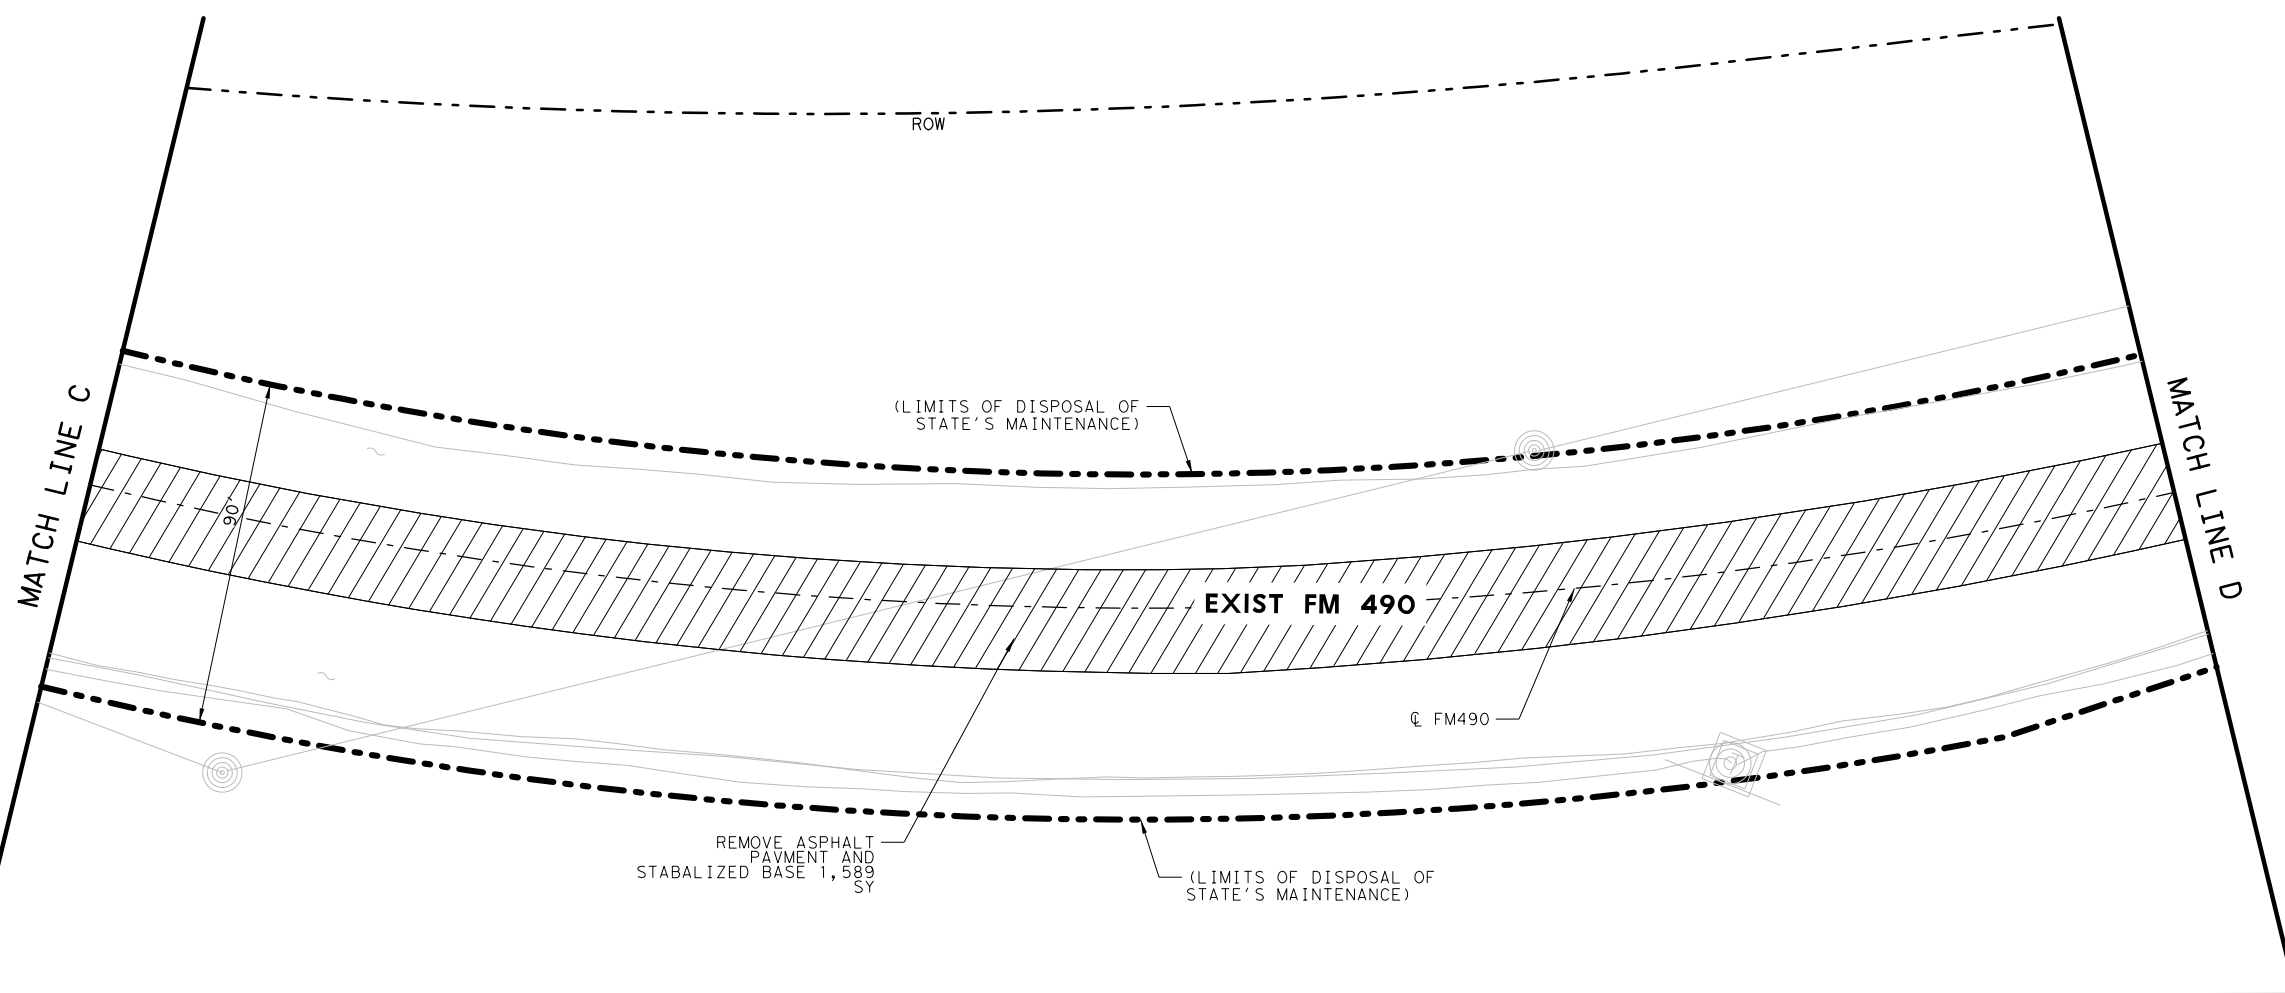 ROW
MATCH LINE C
MATCH LINE D
(LIMITS OF DISPOSAL OF
STATE'S MAINTENANCE)
90'
EXIST FM 490
℄ FM490
REMOVE ASPHALT
PAVMENT AND
STABALIZED BASE 1,589
SY
(LIMITS OF DISPOSAL OF
STATE'S MAINTENANCE)